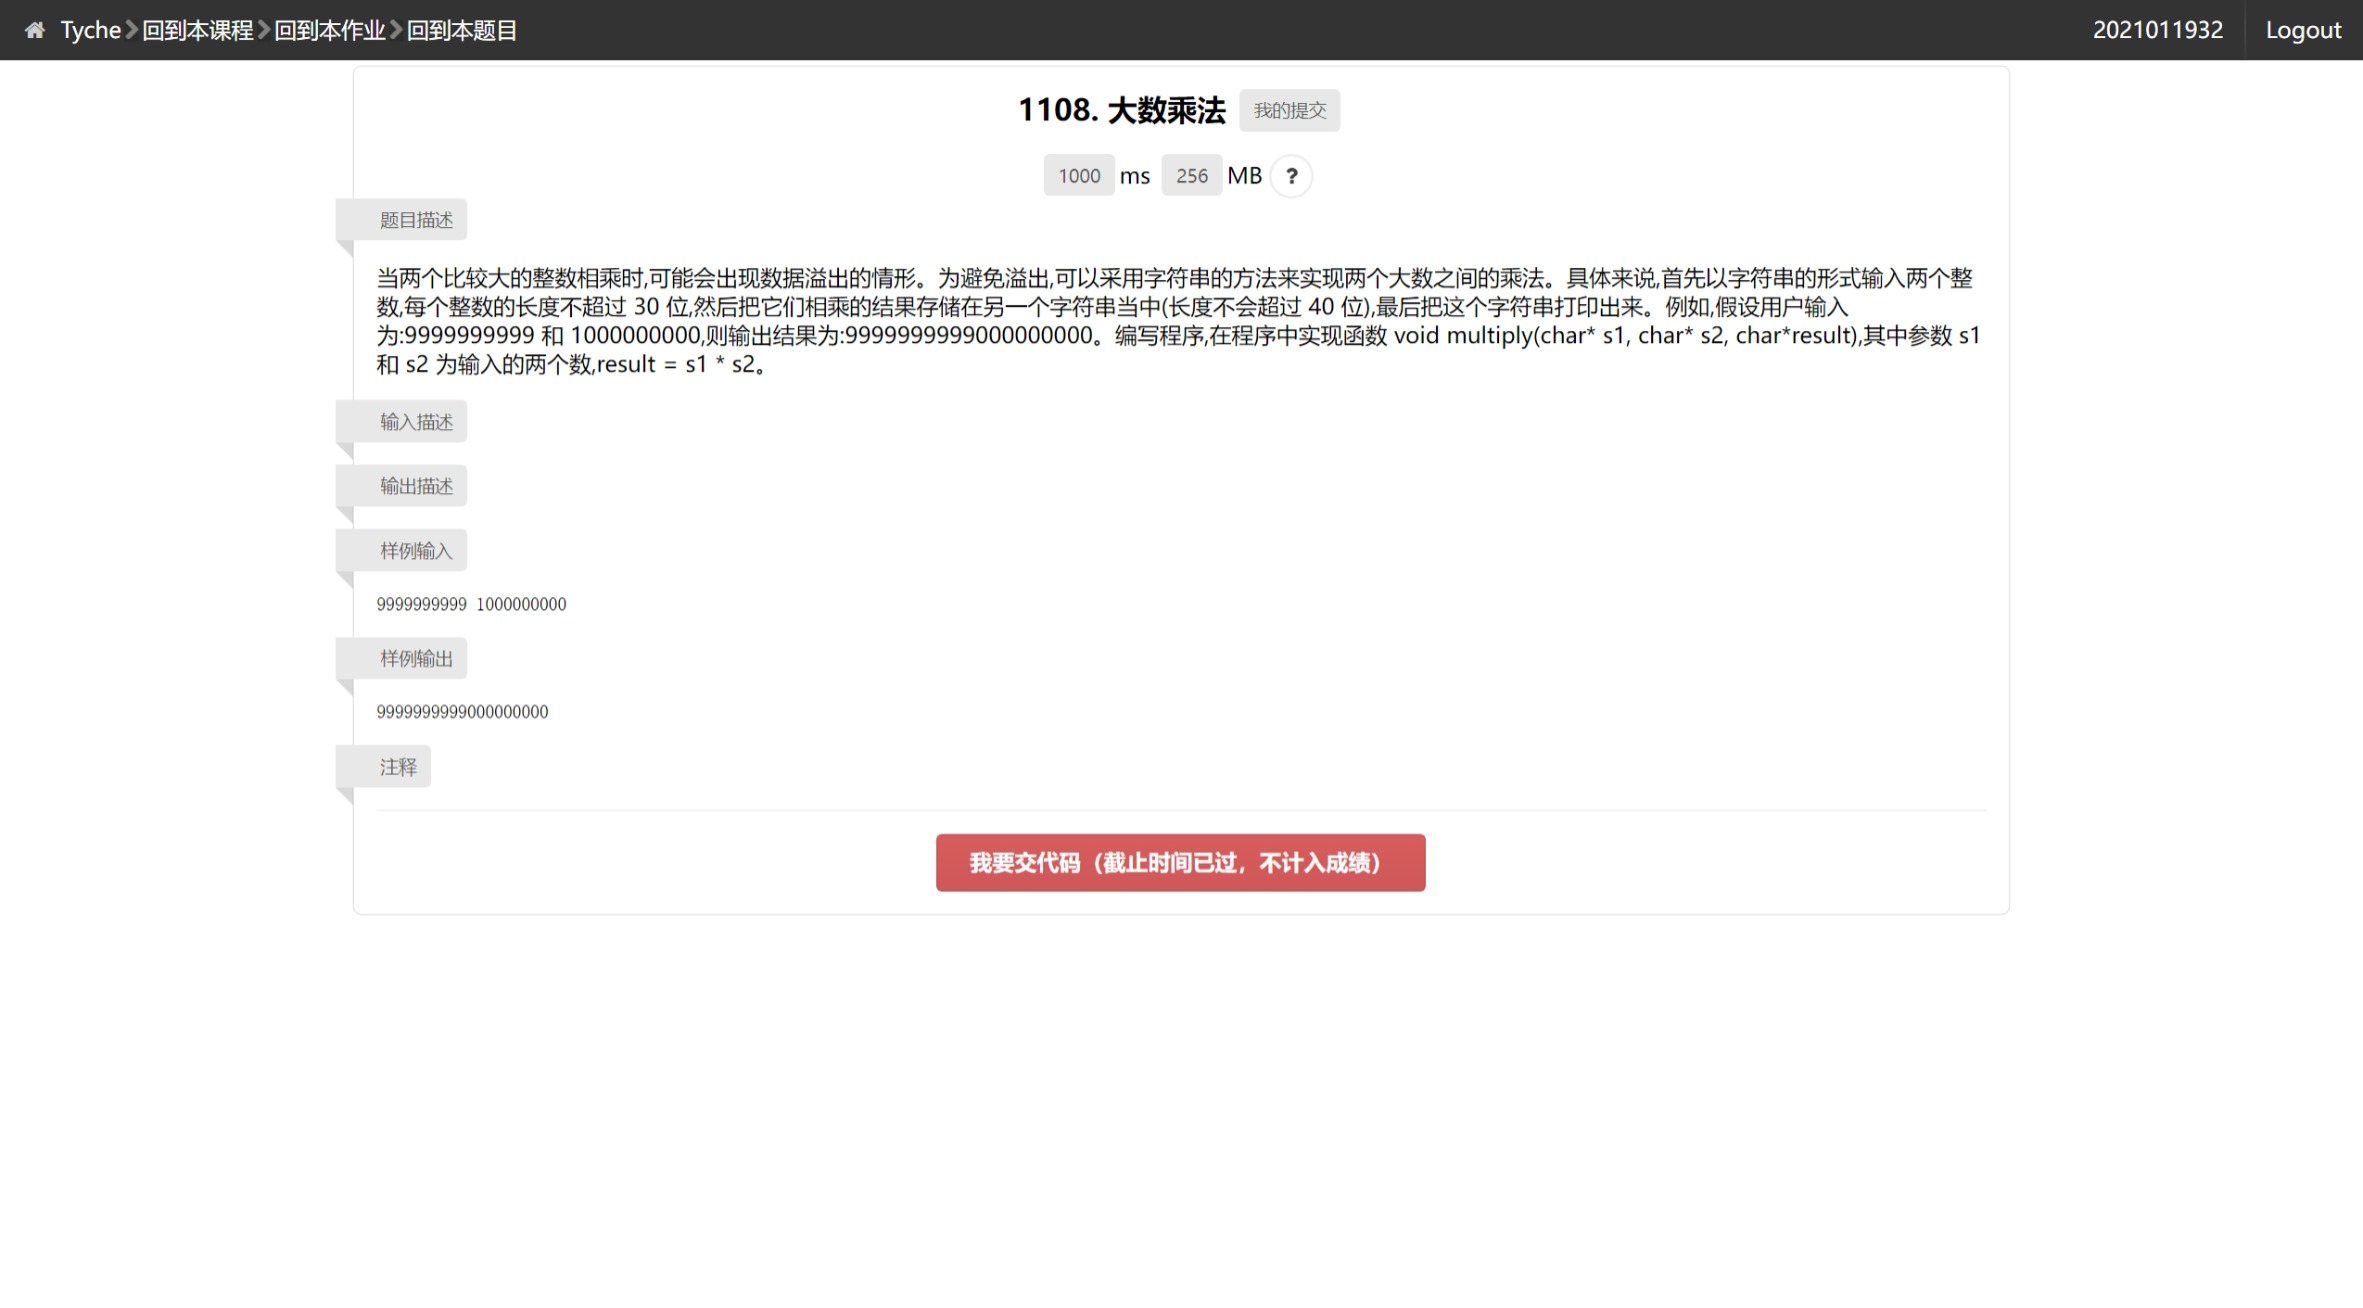 Tyche 回到本课程 回到本作业 回到本题目 2021011932 Logout
1108. 大数乘法 我的提交
1000 ms 256 MB ?
题目描述
当两个比较大的整数相乘时,可能会出现数据溢出的情形。为避免溢出,可以采用字符串的方法来实现两个大数之间的乘法。具体来说,首先以字符串的形式输入两个整
数,每个整数的长度不超过 30 位,然后把它们相乘的结果存储在另一个字符串当中(长度不会超过 40 位),最后把这个字符串打印出来。例如,假设用户输入
为:9999999999 和 1000000000,则输出结果为:9999999999000000000。编写程序,在程序中实现函数 void multiply(char* s1, char* s2, char*result),其中参数 s1
和 s2 为输入的两个数,result = s1 * s2。
输入描述
输出描述
样例输入
9999999999 1000000000
样例输出
9999999999000000000
注释
我要交代码（截止时间已过，不计入成绩）